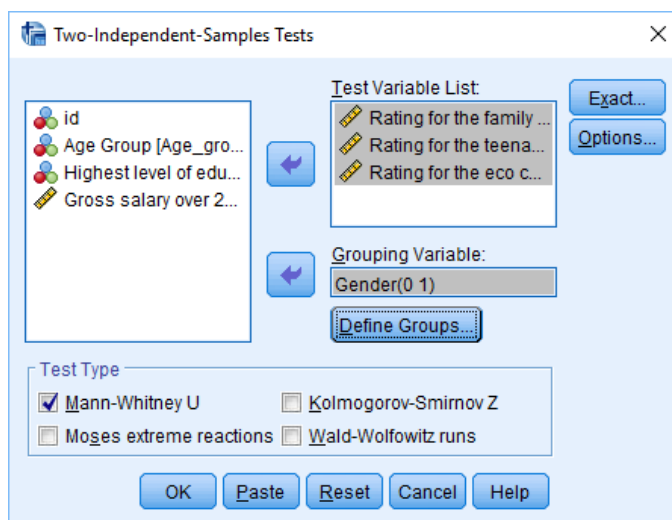 Two-Independent-Samples Tests
Test Variable List:
id
Age Group [Age_gro...
Highest level of edu...
Gross salary over 2...
Rating for the family ...
Rating for the teena...
Rating for the eco c...
Exact...
Options...
Grouping Variable:
Gender(0 1)
Define Groups...
Test Type
Mann-Whitney U
Kolmogorov-Smirnov Z
Moses extreme reactions
Wald-Wolfowitz runs
OK
Paste
Reset
Cancel
Help